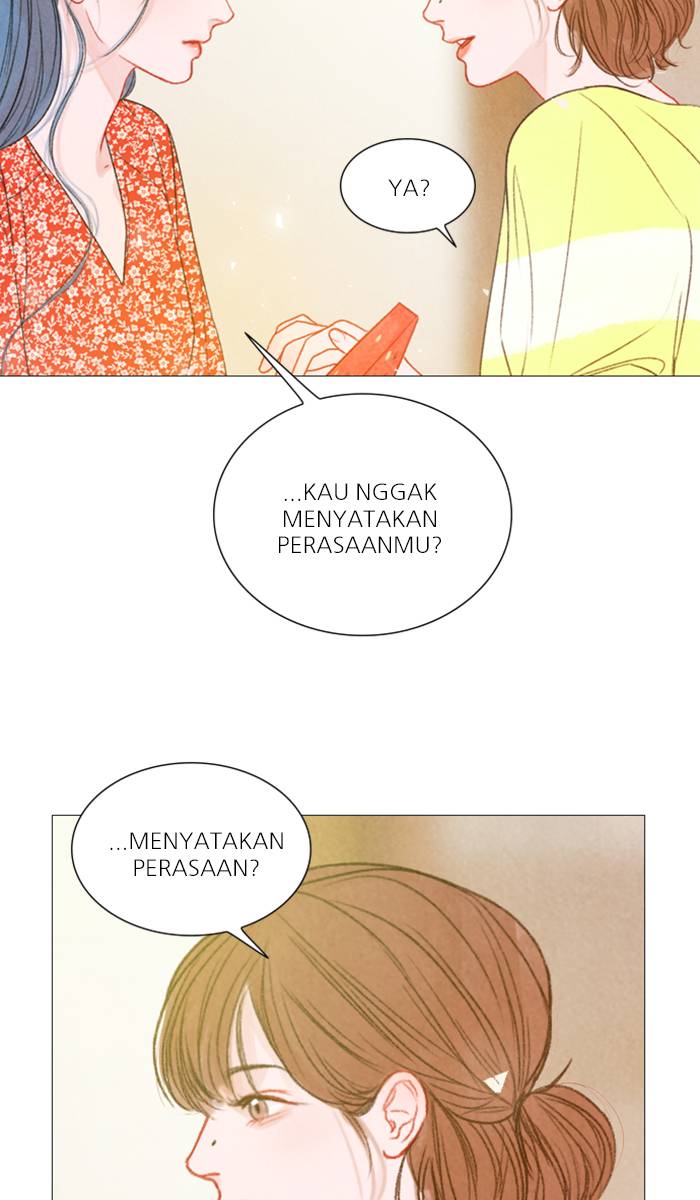 YA?
...KAU NGGAK
MENYATAKAN
PERASAANMU?
...MENYATAKAN
PERASAAN?